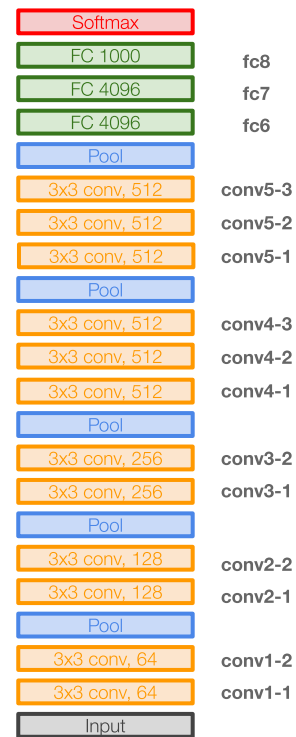 Softmax
FC 1000 fc8
FC 4096 fc7
FC 4096 fc6
Pool
3x3 conv, 512 conv5-3
3x3 conv, 512 conv5-2
3x3 conv, 512 conv5-1
Pool
3x3 conv, 512 conv4-3
3x3 conv, 512 conv4-2
3x3 conv, 512 conv4-1
Pool
3x3 conv, 256 conv3-2
3x3 conv, 256 conv3-1
Pool
3x3 conv, 128 conv2-2
3x3 conv, 128 conv2-1
Pool
3x3 conv, 64 conv1-2
3x3 conv, 64 conv1-1
Input